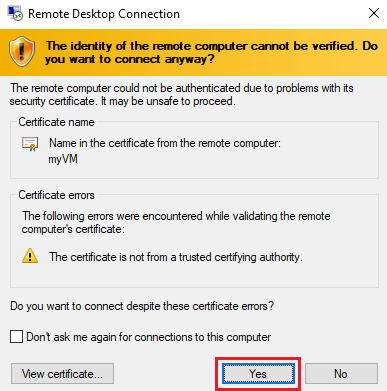 Remote Desktop Connection
The identity of the remote computer cannot be verified. Do
you want to connect anyway?
The remote computer could not be authenticated due to problems with its
security certificate. It may be unsafe to proceed.
Certificate name
Name in the certificate from the remote computer:
myVM
Certificate errors
The following errors were encountered while validating the remote
computer's certificate:
The certificate is not from a trusted certifying authority.
Do you want to connect despite these certificate errors?
Don't ask me again for connections to this computer
View certificate... Yes No